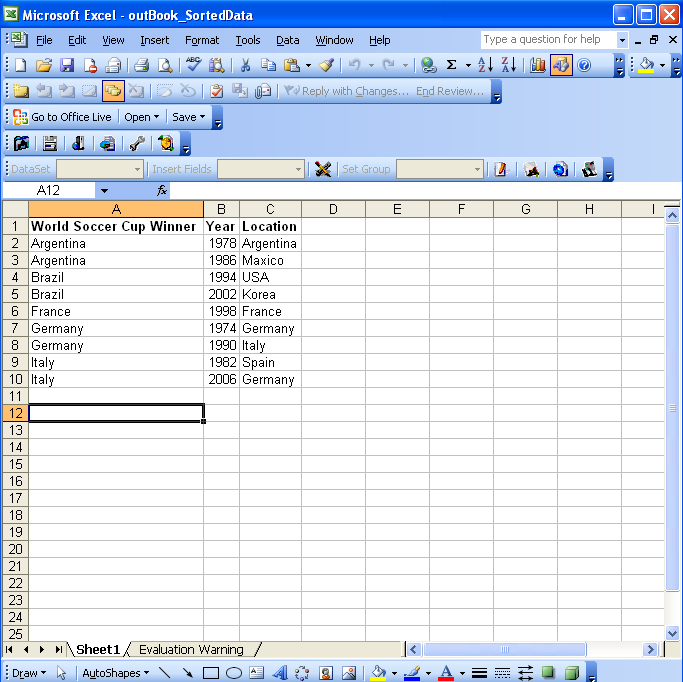 Microsoft Excel - outBook_SortedData
File Edit View Insert Format Tools Data Window Help Type a question for help
Reply with Changes... End Review...
Go to Office Live Open Save
DataSet Insert Fields Set Group
A12 fx
A B C D E F G H I
1 World Soccer Cup Winner Year Location
2 Argentina 1978 Argentina
3 Argentina 1986 Maxico
4 Brazil 1994 USA
5 Brazil 2002 Korea
6 France 1998 France
7 Germany 1974 Germany
8 Germany 1990 Italy
9 Italy 1982 Spain
10 Italy 2006 Germany
11
12
13
14
15
16
17
18
19
20
21
22
23
24
25
Sheet1 Evaluation Warning
Draw AutoShapes